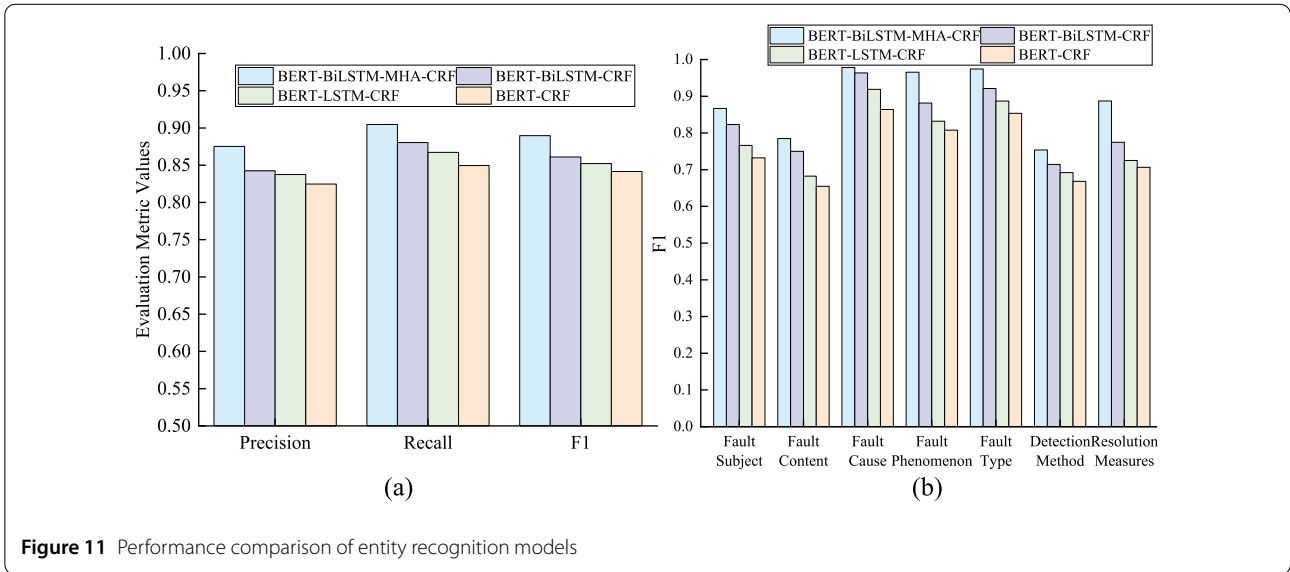 1.00
0.95
0.90
0.85
0.80
0.75
0.70
0.65
0.60
0.55
0.50
Evaluation Metric Values
BERT-BiLSTM-MHA-CRF BERT-BiLSTM-CRF
BERT-LSTM-CRF BERT-CRF
Precision Recall F1
(a)
BERT-BiLSTM-MHA-CRF BERT-BiLSTM-CRF
BERT-LSTM-CRF BERT-CRF
1.0
0.9
0.8
0.7
0.6
0.5
0.4
0.3
0.2
0.1
0.0
F1
Fault Fault Fault Fault Fault Detection Resolution
Subject Content Cause Phenomenon Type Method Measures
(b)
Figure 11 Performance comparison of entity recognition models